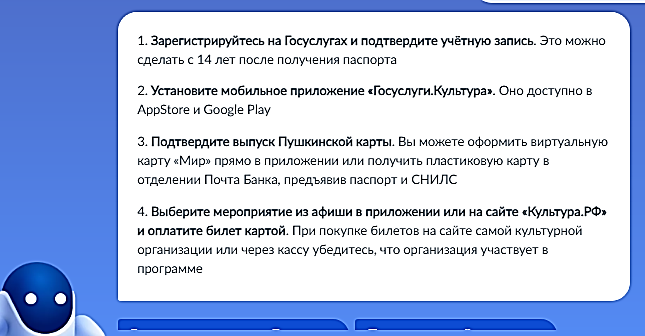 1. Зарегистрируйтесь на Госуслугах и подтвердите учётную запись. Это можно
сделать с 14 лет после получения паспорта
2. Установите мобильное приложение «Госуслуги.Культура». Оно доступно в
AppStore и Google Play
3. Подтвердите выпуск Пушкинской карты. Вы можете оформить виртуальную
карту «Мир» прямо в приложении или получить пластиковую карту в
отделении Почта Банка, предъявив паспорт и СНИЛС
4. Выберите мероприятие из афиши в приложении или на сайте «Культура.РФ»
и оплатите билет картой. При покупке билетов на сайте самой культурной
организации или через кассу убедитесь, что организация участвует в
программе